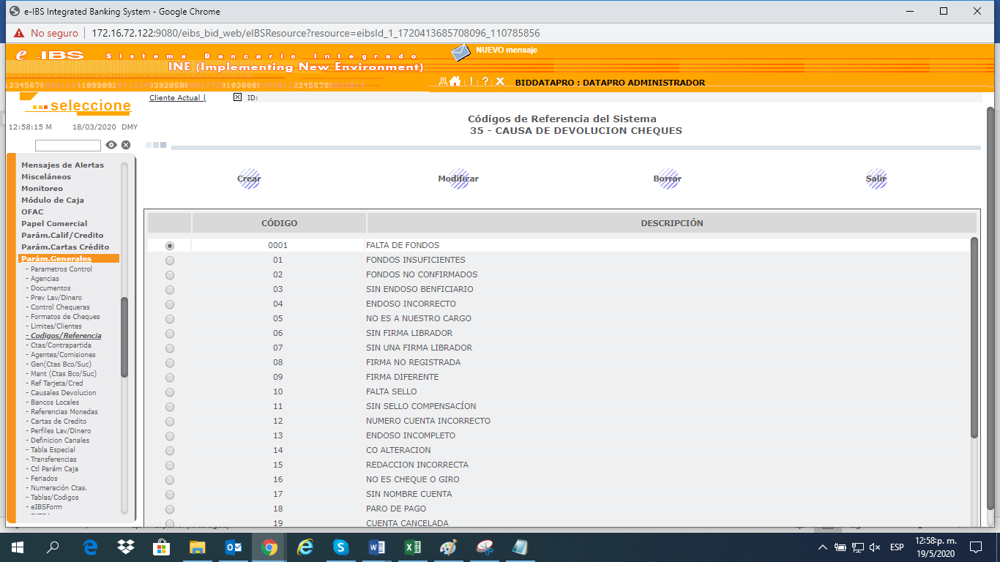 e-IBS Integrated Banking System - Google Chrome
No seguro 172.16.72.122:9080/eibs_bid_web/eIBSResource?resource=eibsId_1_1720413685708096_110785856
e-IBS Sistema Bancario Integrado
NUEVO mensaje
INE (Implementing New Environment)
! ? X BIDDATAPRO : DATAPRO ADMINISTRADOR
seleccione
Cliente Actual | ID:
12:58:15 M 18/03/2020 DMY
Códigos de Referencia del Sistema
35 - CAUSA DE DEVOLUCION CHEQUES
Mensajes de Alertas
Misceláneos
Monitoreo
Módulo de Caja
OFAC
Papel Comercial
Parám.Calif/Credito
Parám.Cartas Crédito
Parám.Generales
- Parametros Control
- Agencias
- Documentos
- Prev Lav/Dinero
- Control Chequeras
- Formatos de Cheques
- Limites/Clientes
- Codigos/Referencia
- Ctas/Contrapartida
- Agentes/Comisiones
- Gen(Ctas Bco/Suc)
- Mant (Ctas Bco/Suc)
- Ref Tarjeta/Cred
- Causales Devolucion
- Bancos Locales
- Referencias Monedas
- Cartas de Credito
- Perfiles Lav/Dinero
- Definicion Canales
- Tabla Especial
- Transferencias
- Ctl Parám Caja
- Feriados
- Numeración Ctas.
- Tablas/Codigos
- eIBSForm
Crear Modificar Borrar Salir
CÓDIGO DESCRIPCIÓN
0001 FALTA DE FONDOS
01 FONDOS INSUFICIENTES
02 FONDOS NO CONFIRMADOS
03 SIN ENDOSO BENFICIARIO
04 ENDOSO INCORRECTO
05 NO ES A NUESTRO CARGO
06 SIN FIRMA LIBRADOR
07 SIN UNA FIRMA LIBRADOR
08 FIRMA NO REGISTRADA
09 FIRMA DIFERENTE
10 FALTA SELLO
11 SIN SELLO COMPENSACÍON
12 NUMERO CUENTA INCORRECTO
13 ENDOSO INCOMPLETO
14 CO ALTERACION
15 REDACCION INCORRECTA
16 NO ES CHEQUE O GIRO
17 SIN NOMBRE CUENTA
18 PARO DE PAGO
19 CUENTA CANCELADA
ESP 12:58p. m.
19/5/2020